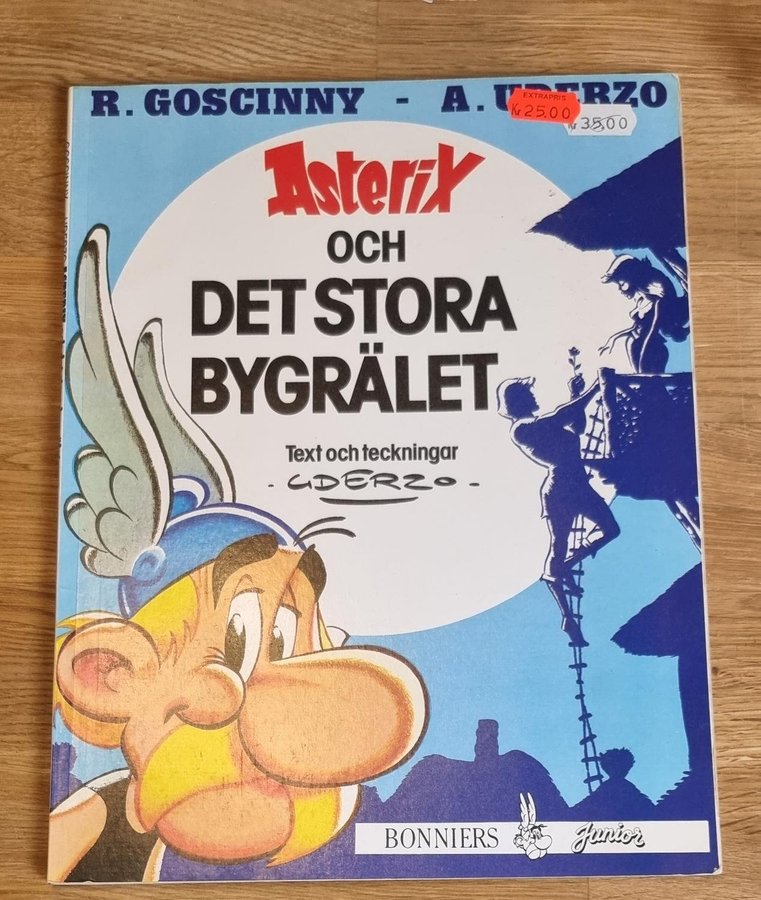 R. GOSCINNY - A. UDERZO
EXTRAPRIS
Kr 25.00
Kr 35.00
Asterix
OCH
DET STORA
BYGRÄLET
Text och teckningar
- UDERZO -
BONNIERS Junior